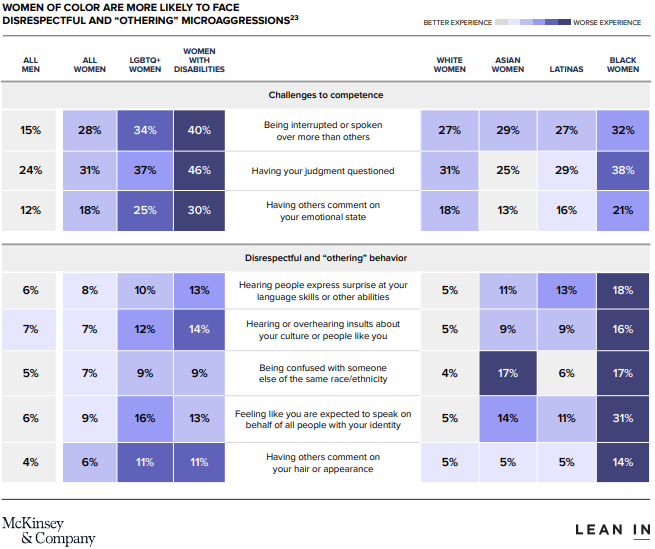 WOMEN OF COLOR ARE MORE LIKELY TO FACE
DISRESPECTFUL AND “OTHERING” MICROAGGRESSIONS23
BETTER EXPERIENCE WORSE EXPERIENCE
ALL MEN
ALL WOMEN
LGBTQ+ WOMEN
WOMEN WITH DISABILITIES
WHITE WOMEN
ASIAN WOMEN
LATINAS
BLACK WOMEN
Challenges to competence
15% 28% 34% 40% Being interrupted or spoken over more than others 27% 29% 27% 32%
24% 31% 37% 46% Having your judgment questioned 31% 25% 29% 38%
12% 18% 25% 30% Having others comment on your emotional state 18% 13% 16% 21%
Disrespectful and “othering” behavior
6% 8% 10% 13% Hearing people express surprise at your language skills or other abilities 5% 11% 13% 18%
7% 7% 12% 14% Hearing or overhearing insults about your culture or people like you 5% 9% 9% 16%
5% 7% 9% 9% Being confused with someone else of the same race/ethnicity 4% 17% 6% 17%
6% 9% 16% 13% Feeling like you are expected to speak on behalf of all people with your identity 5% 14% 11% 31%
4% 6% 11% 11% Having others comment on your hair or appearance 5% 5% 5% 14%
McKinsey
& Company
LEAN IN